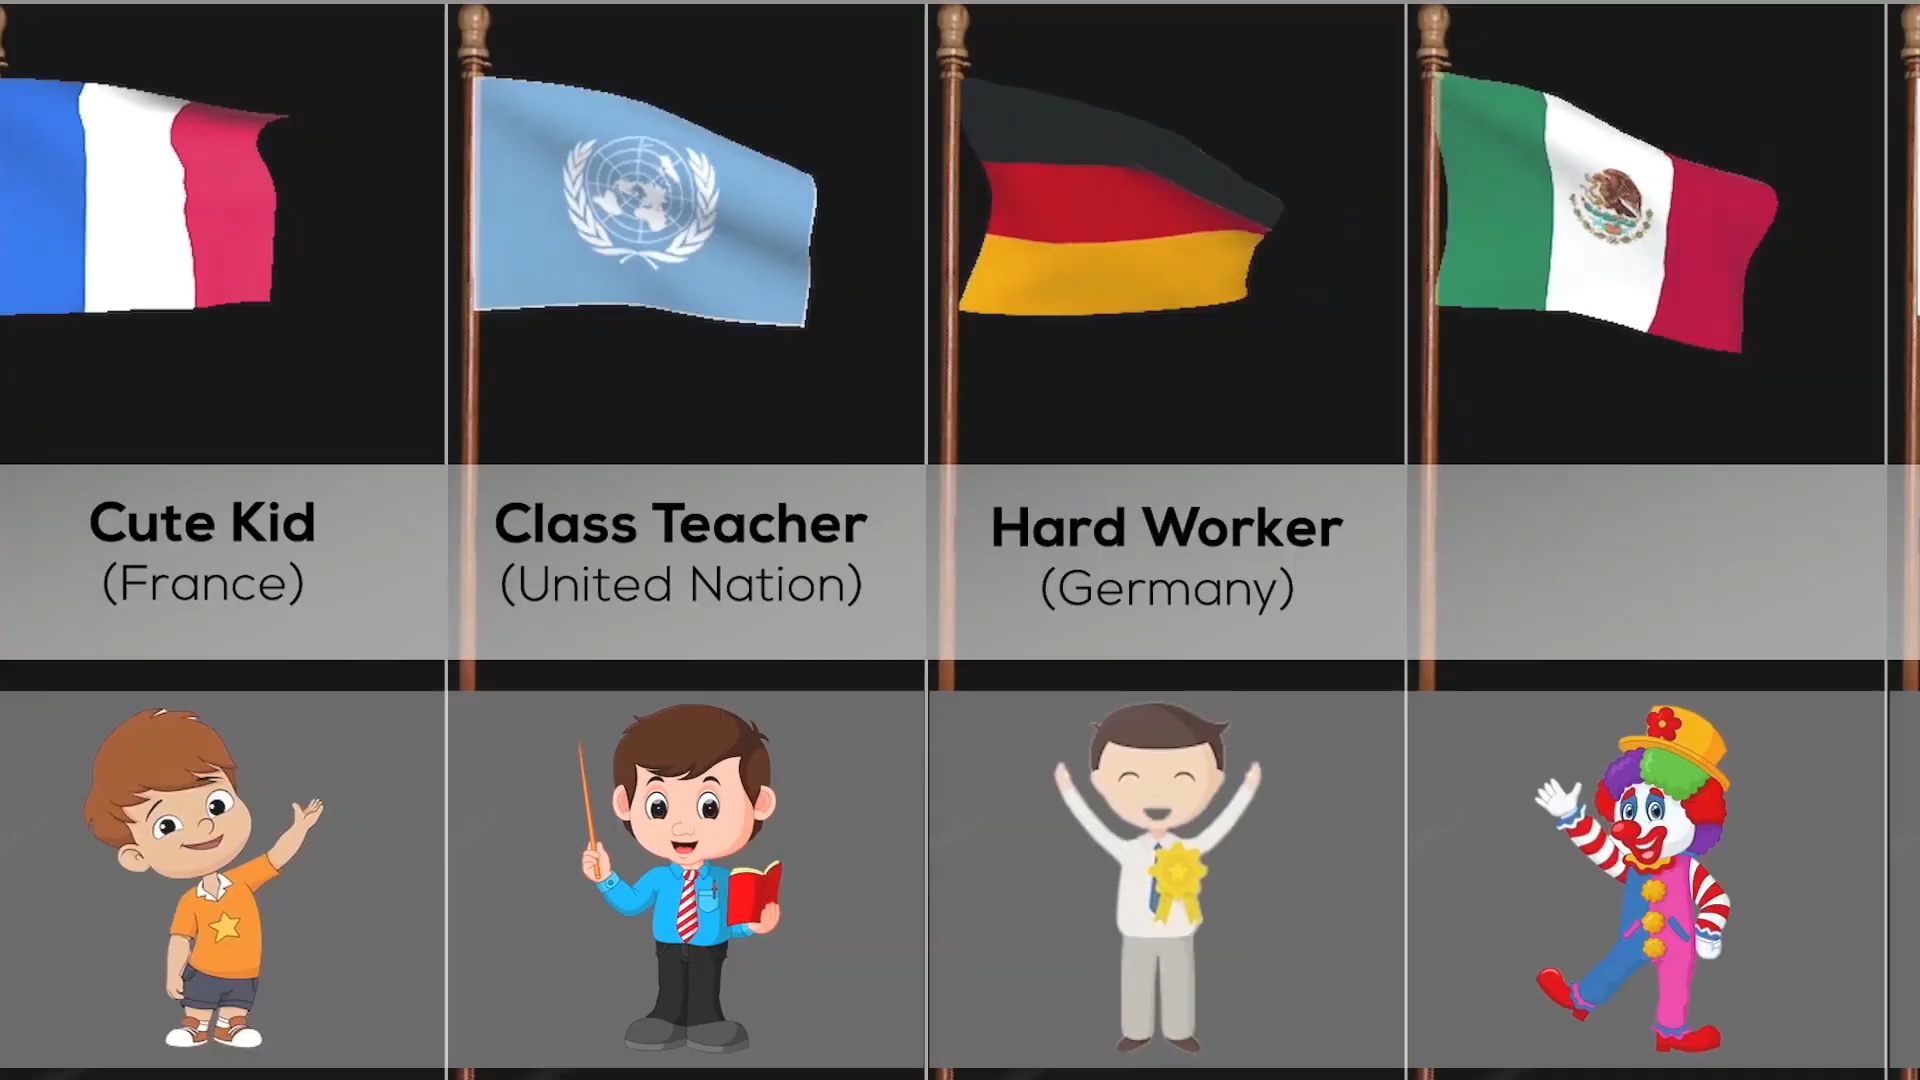 Cute Kid
(France)
Class Teacher
(United Nation)
Hard Worker
(Germany)